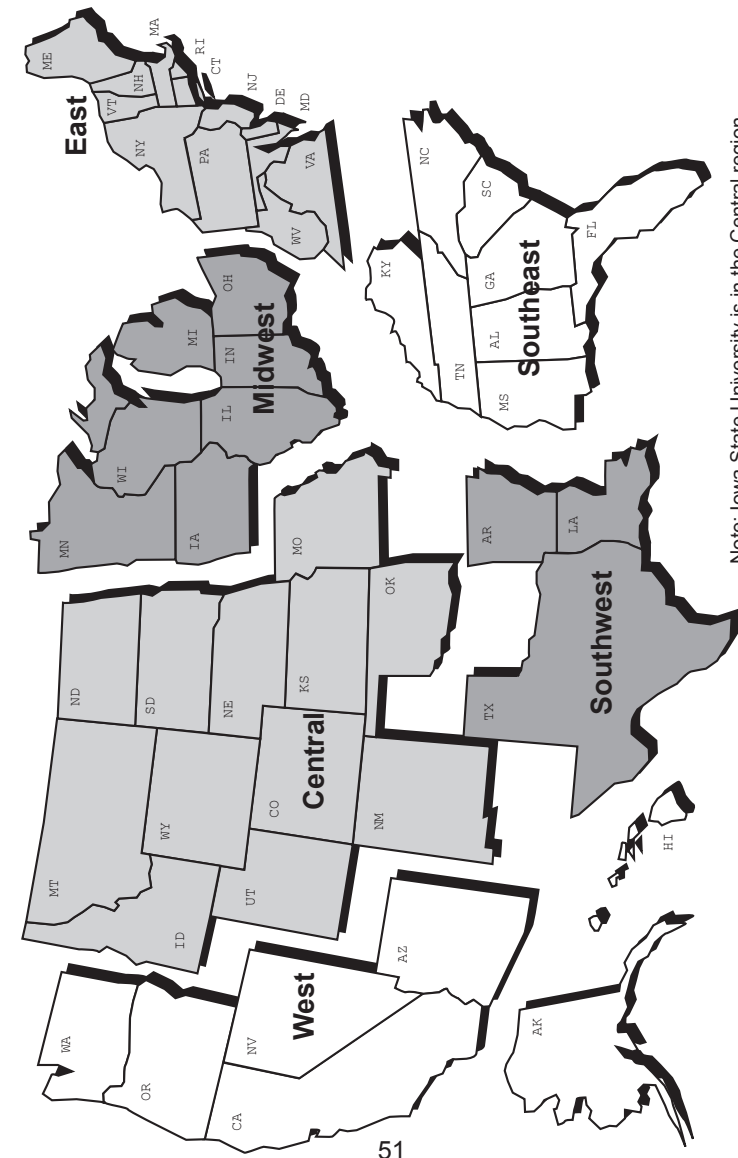 West
WA
OR
CA
NV
AZ
AK
HI
Central
MT
ID
WY
UT
CO
NM
ND
SD
NE
KS
OK
MO
Midwest
MN
IA
WI
IL
MI
IN
OH
East
ME
VT
NH
MA
RI
CT
NY
NJ
PA
DE
MD
VA
WV
Southwest
TX
AR
LA
Southeast
KY
TN
NC
SC
MS
AL
GA
FL
Note: Iowa State University is in the Central region
51